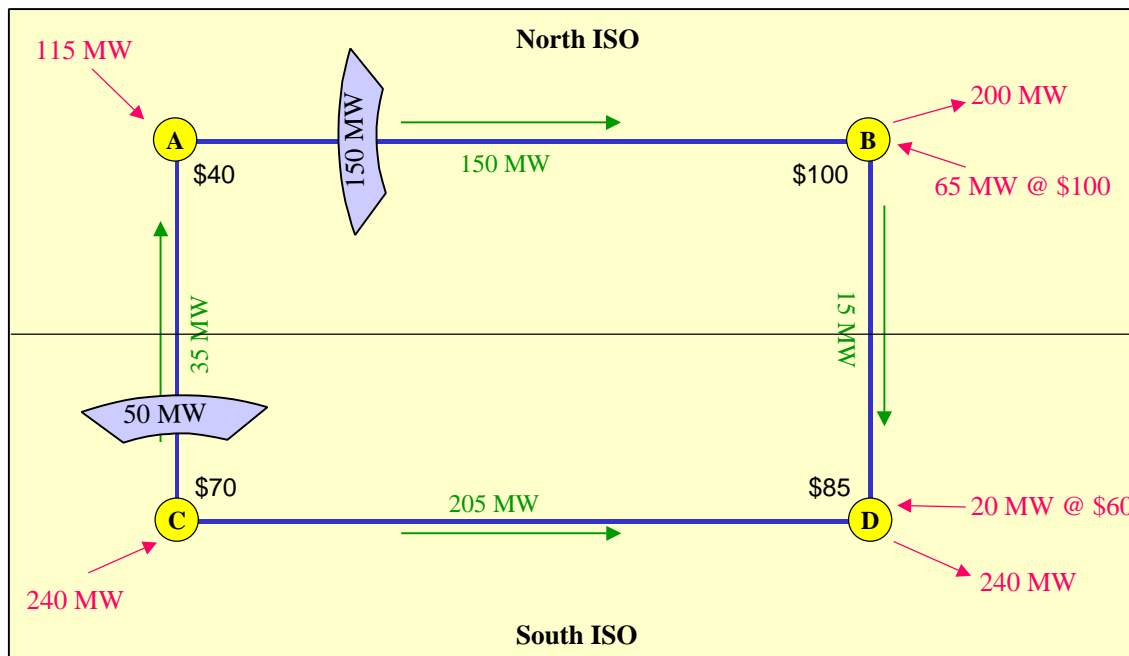 North ISO
115 MW
150 MW
200 MW
A
B
150 MW
$40
$100
65 MW @ $100
35 MW
15 MW
50 MW
$70
$85
205 MW
20 MW @ $60
C
D
240 MW
240 MW
South ISO